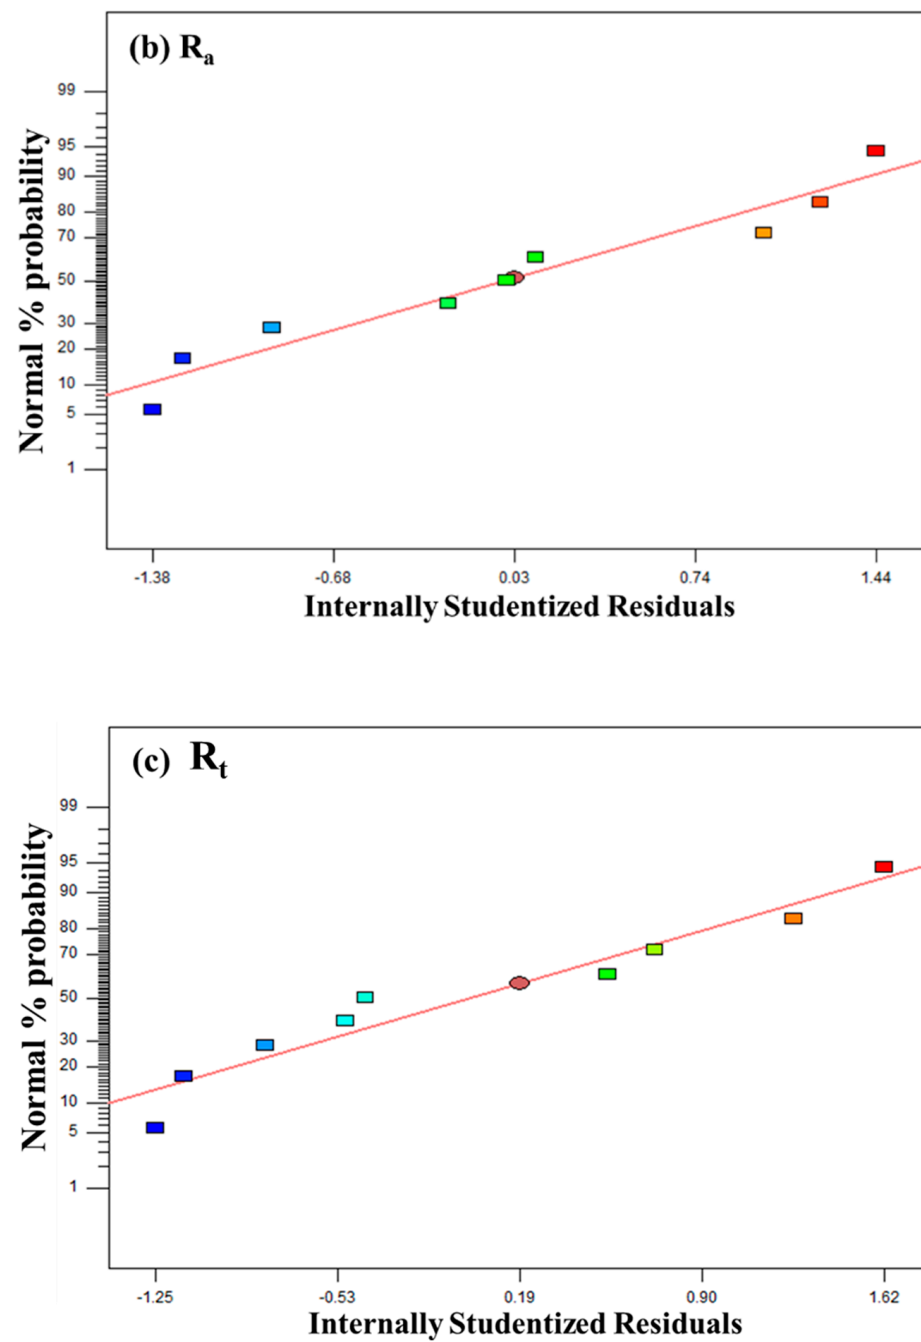 (b) Ra
Normal % probability
99
95
90
80
70
50
30
20
10
5
1
-1.38 -0.68 0.03 0.74 1.44
Internally Studentized Residuals
(c) Rt
Normal % probability
99
95
90
80
70
50
30
20
10
5
1
-1.25 -0.53 0.19 0.90 1.62
Internally Studentized Residuals